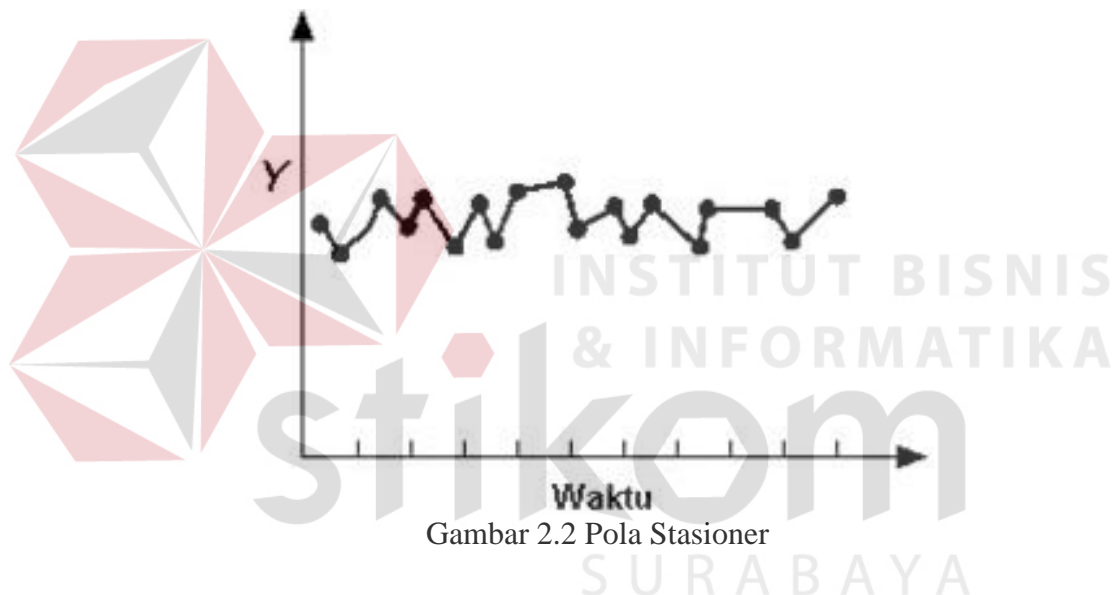 Y
INSTITUT BISNIS
& INFORMATIKA
stikom
Waktu
Gambar 2.2 Pola Stasioner
SURABAYA